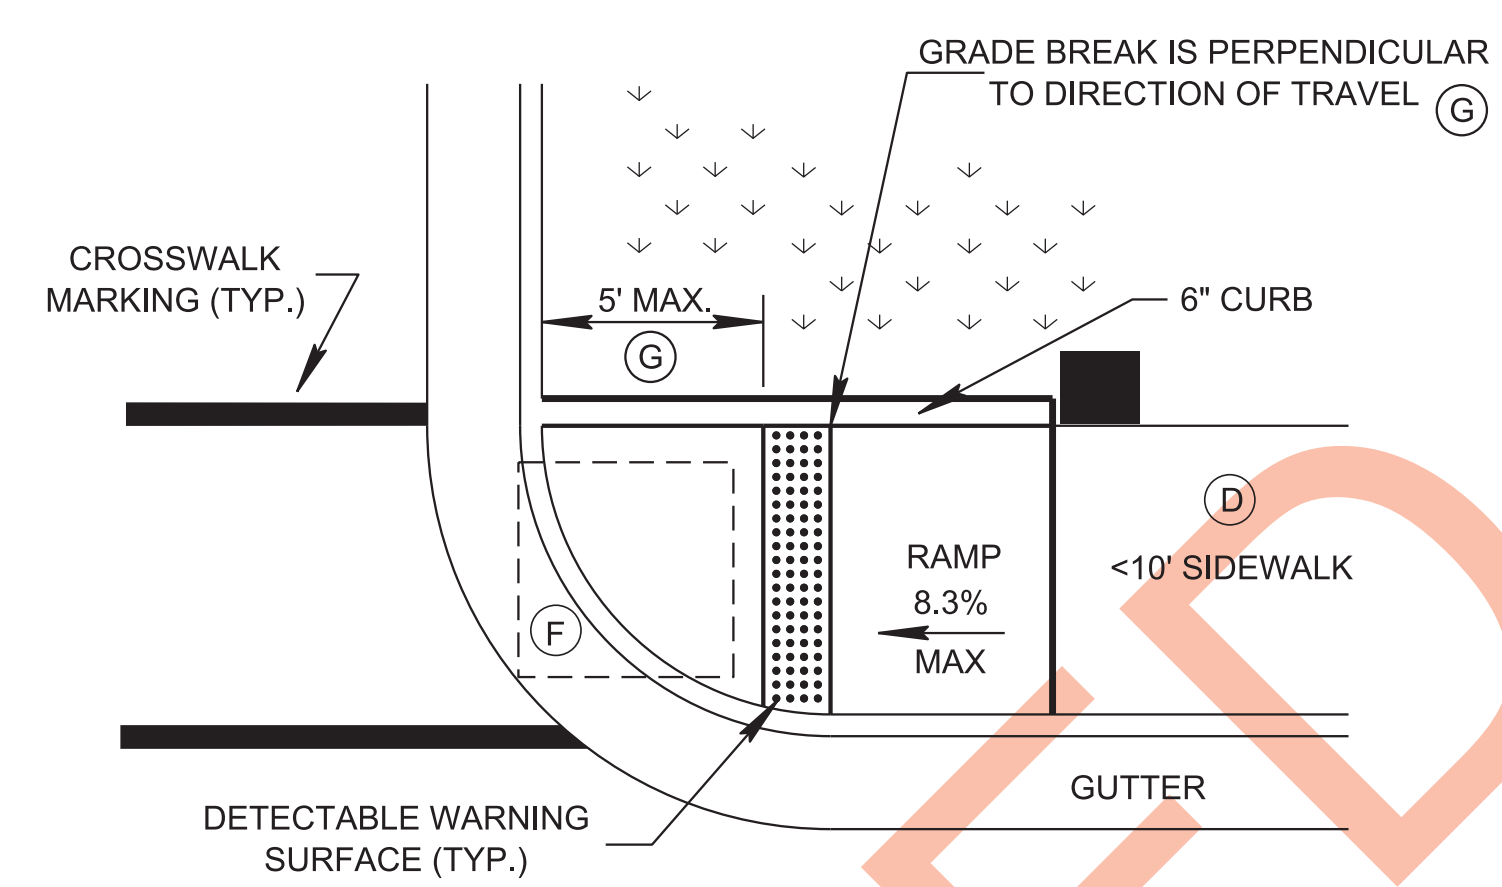 GRADE BREAK IS PERPENDICULAR
TO DIRECTION OF TRAVEL
G
CROSSWALK
MARKING (TYP.)
5' MAX.
G
6" CURB
D
<10' SIDEWALK
RAMP
8.3%
MAX
F
GUTTER
DETECTABLE WARNING
SURFACE (TYP.)